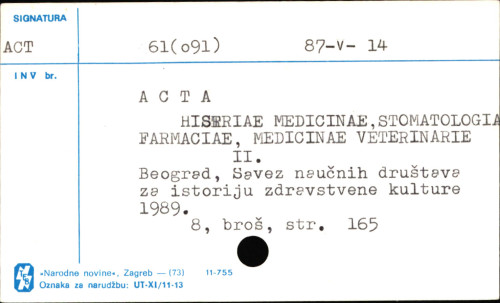 SIGNATURA
ACT 61(o91) 87-V- 14
INV br.
A C T A
HISTRIAE MEDICINAE,STOMATOLOGIA
FARMACIAE, MEDICINAE VETERINARIE
II.
Beograd, Savez naučnih društava
za istoriju zdravstvene kulture
1989.
8, broš, str. 165
«Narodne novine», Zagreb — (73) 11-755
Oznaka za narudžbu: UT-XI/11-13